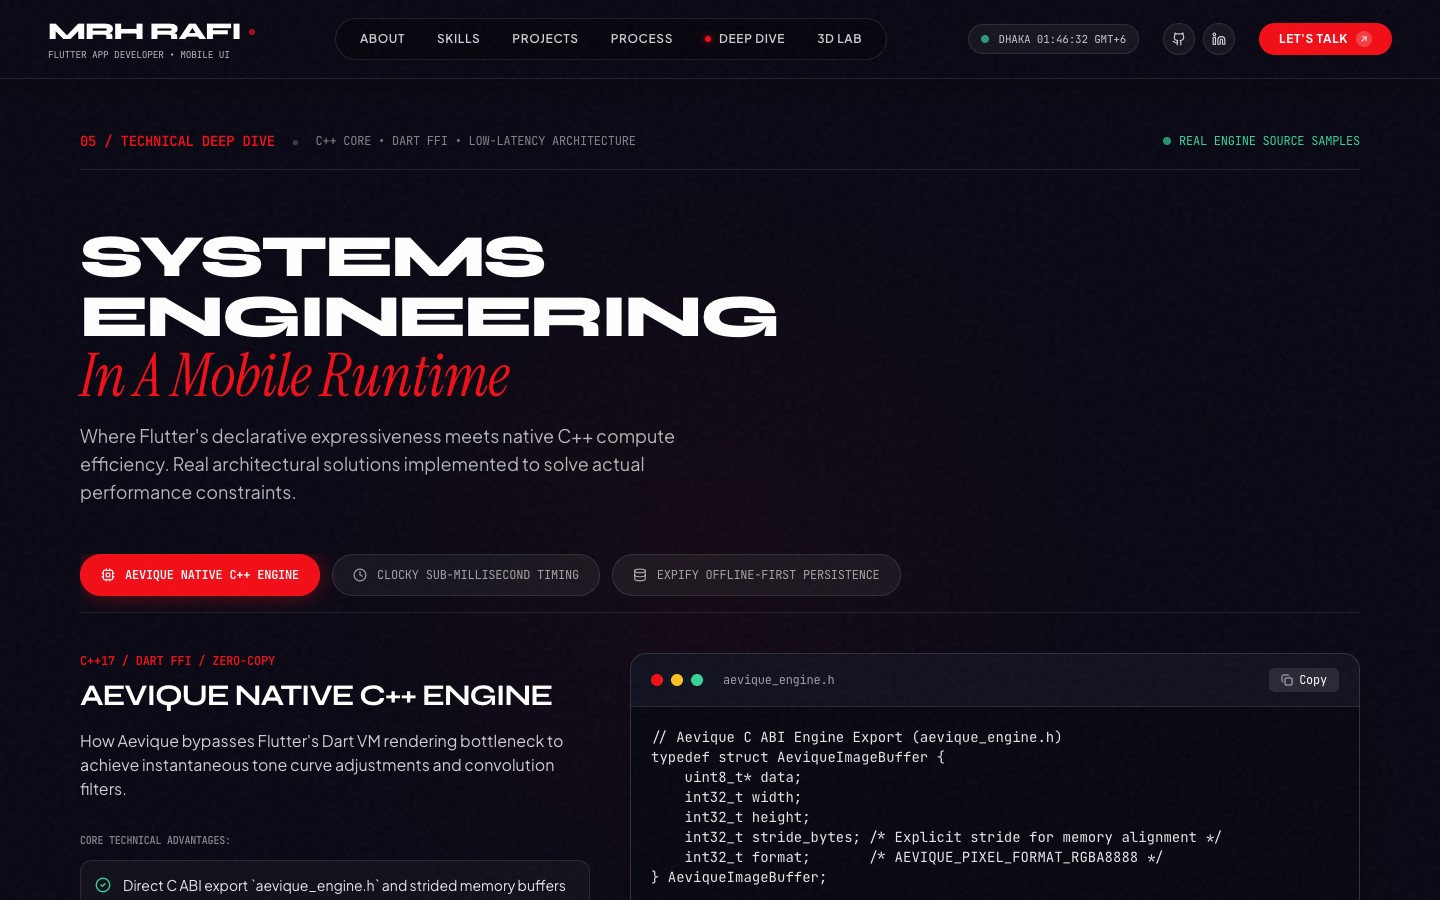 MRH RAFI
FLUTTER APP DEVELOPER • MOBILE UI
ABOUT
SKILLS
PROJECTS
PROCESS
DEEP DIVE
3D LAB
DHAKA 01:46:32 GMT+6
LET'S TALK
05 / TECHNICAL DEEP DIVE
C++ CORE • DART FFI • LOW-LATENCY ARCHITECTURE
REAL ENGINE SOURCE SAMPLES
SYSTEMS
ENGINEERING
In A Mobile Runtime
Where Flutter's declarative expressiveness meets native C++ compute
efficiency. Real architectural solutions implemented to solve actual
performance constraints.
AEVIQUE NATIVE C++ ENGINE
CLOCKY SUB-MILLISECOND TIMING
EXPIFY OFFLINE-FIRST PERSISTENCE
C++17 / DART FFI / ZERO-COPY
AEVIQUE NATIVE C++ ENGINE
How Aevique bypasses Flutter's Dart VM rendering bottleneck to
achieve instantaneous tone curve adjustments and convolution
filters.
CORE TECHNICAL ADVANTAGES:
Direct C ABI export `aevique_engine.h` and strided memory buffers
aevique_engine.h
Copy
// Aevique C ABI Engine Export (aevique_engine.h)
typedef struct AeviqueImageBuffer {
    uint8_t* data;
    int32_t width;
    int32_t height;
    int32_t stride_bytes; /* Explicit stride for memory alignment */
    int32_t format;       /* AEVIQUE_PIXEL_FORMAT_RGBA8888 */
} AeviqueImageBuffer;